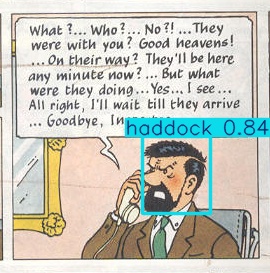 What ?... Who?... No ?! ...They
were with you? Good heavens!
...On their way? They'll be here
any minute now?... But what
were they doing...Yes... I see...
All right, I'll wait till they arrive
... Goodbye,
haddock 0.84